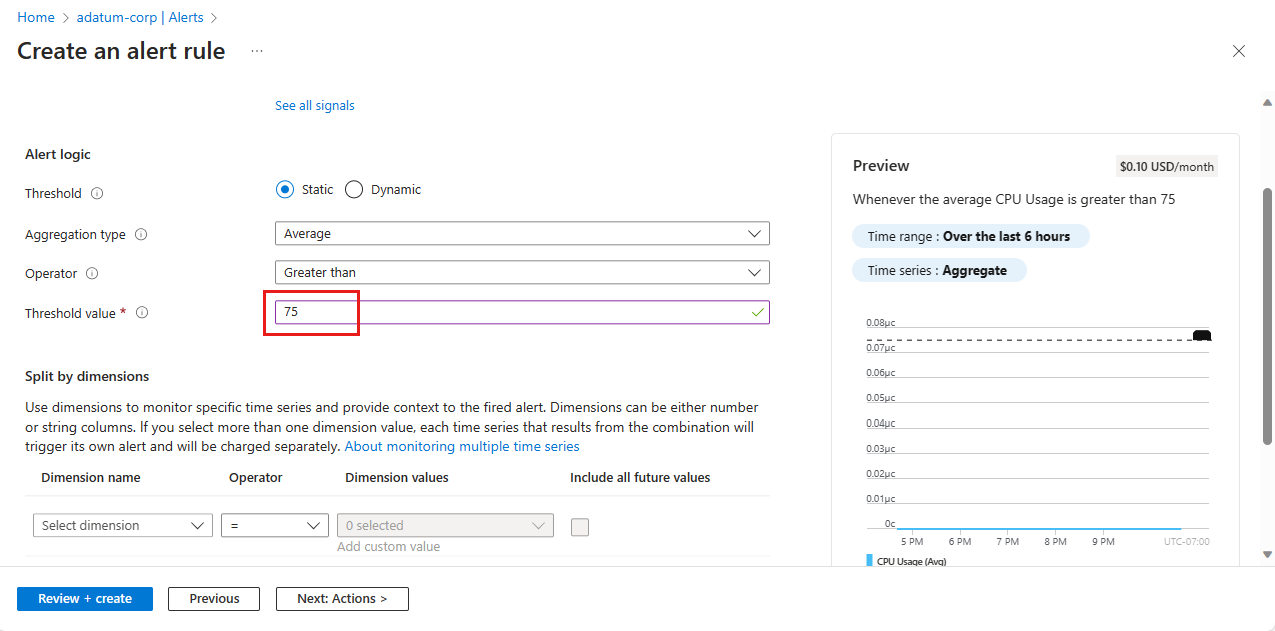 Home > adatum-corp | Alerts >
Create an alert rule ...
See all signals
Alert logic
Threshold
Static
Dynamic
Aggregation type
Average
Operator
Greater than
Threshold value *
75
Split by dimensions
Use dimensions to monitor specific time series and provide context to the fired alert. Dimensions can be either number
or string columns. If you select more than one dimension value, each time series that results from the combination will
trigger its own alert and will be charged separately. About monitoring multiple time series
Dimension name Operator Dimension values Include all future values
Select dimension = 0 selected
Add custom value
Review + create Previous Next: Actions >
Preview
$0.10 USD/month
Whenever the average CPU Usage is greater than 75
Time range : Over the last 6 hours
Time series : Aggregate
0.08µc
0.07µc
0.06µc
0.05µc
0.04µc
0.03µc
0.02µc
0.01µc
0c
5 PM 6 PM 7 PM 8 PM 9 PM UTC-07:00
CPU Usage (Avg)